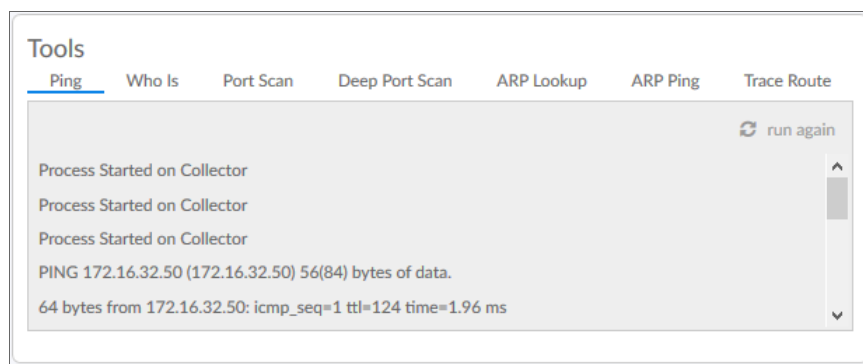 Tools
Ping Who Is Port Scan Deep Port Scan ARP Lookup ARP Ping Trace Route
run again
Process Started on Collector
Process Started on Collector
Process Started on Collector
PING 172.16.32.50 (172.16.32.50) 56(84) bytes of data.
64 bytes from 172.16.32.50: icmp_seq=1 ttl=124 time=1.96 ms